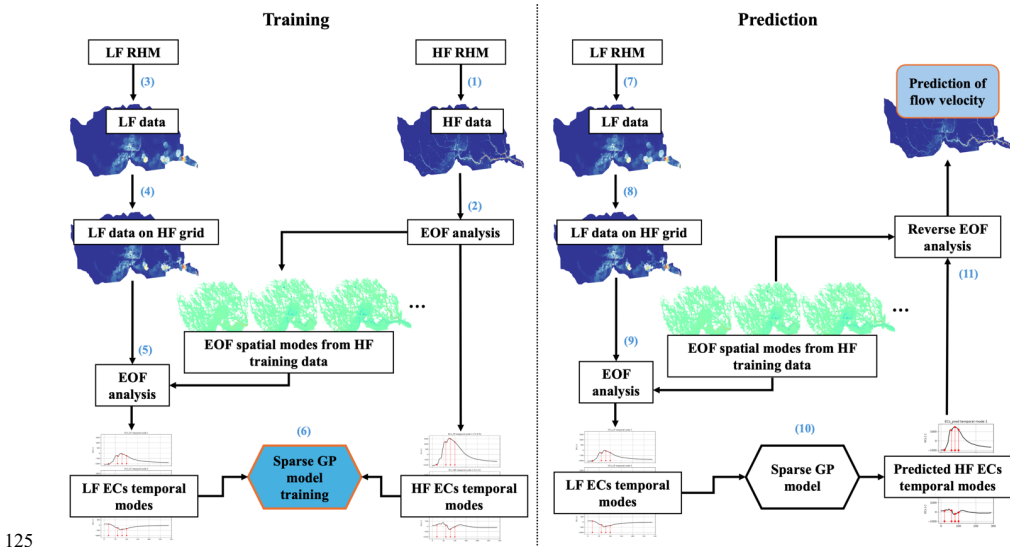 Training
LF RHM
HF RHM
(3)
(1)
LF data
HF data
(4)
(2)
LF data on HF grid
EOF analysis
...
EOF spatial modes from HF
training data
(5)
EOF
analysis
(6)
Sparse GP
model
training
LF ECs temporal
modes
HF ECs temporal
modes
Prediction
LF RHM
Prediction of
flow velocity
(7)
LF data
(8)
LF data on HF grid
Reverse EOF
analysis
(11)
...
EOF spatial modes from HF
training data
(9)
EOF
analysis
(10)
Sparse GP
model
LF ECs temporal
modes
Predicted HF ECs
temporal modes
125